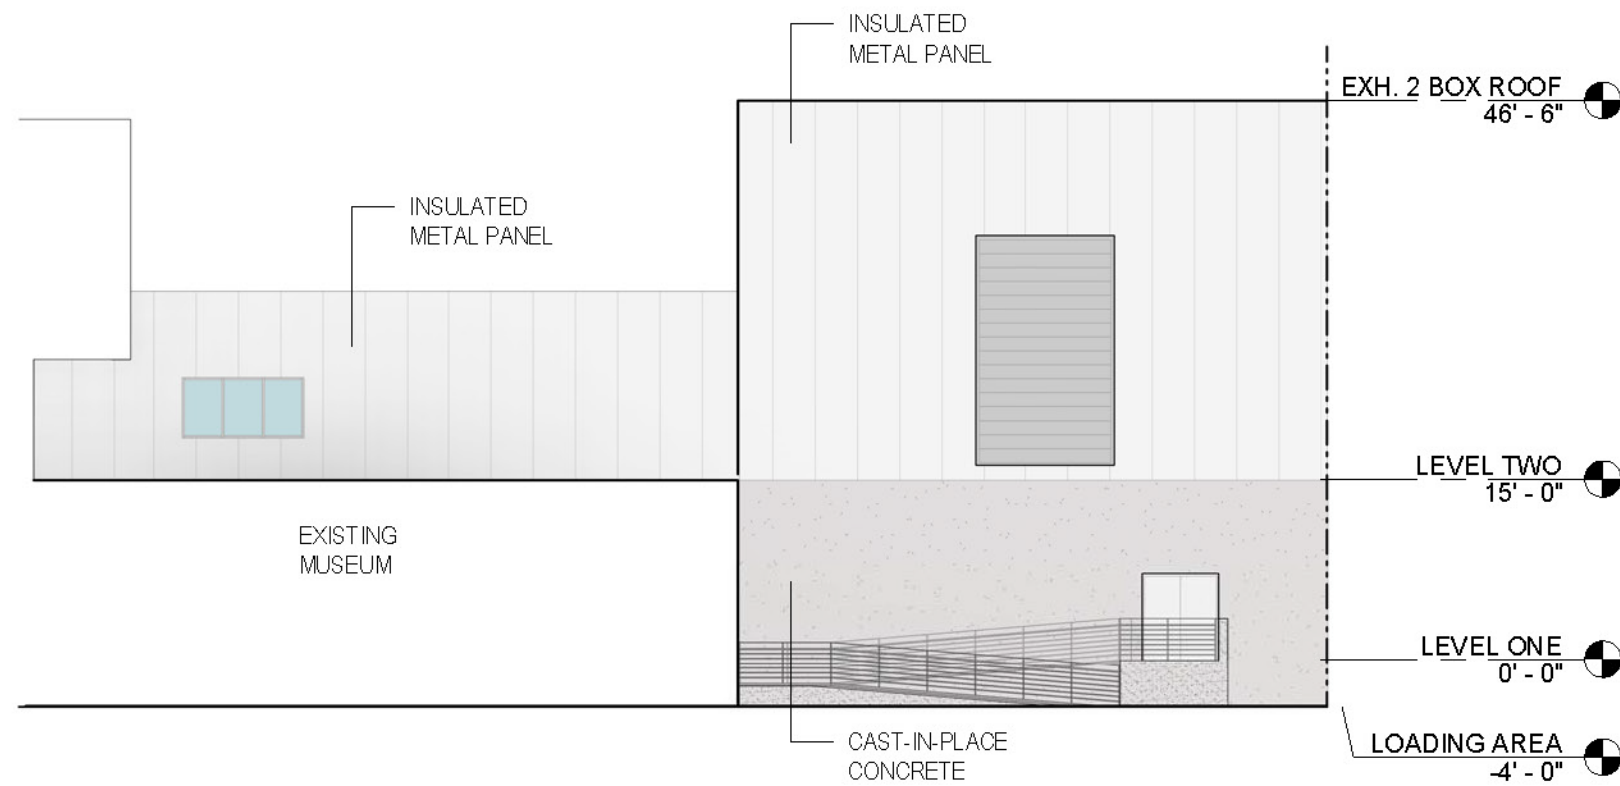 INSULATED
METAL PANEL
EXH. 2 BOX ROOF
46' - 6"
INSULATED
METAL PANEL
LEVEL TWO
15' - 0"
EXISTING
MUSEUM
LEVEL ONE
0' - 0"
CAST-IN-PLACE
CONCRETE
LOADING AREA
-4' - 0"